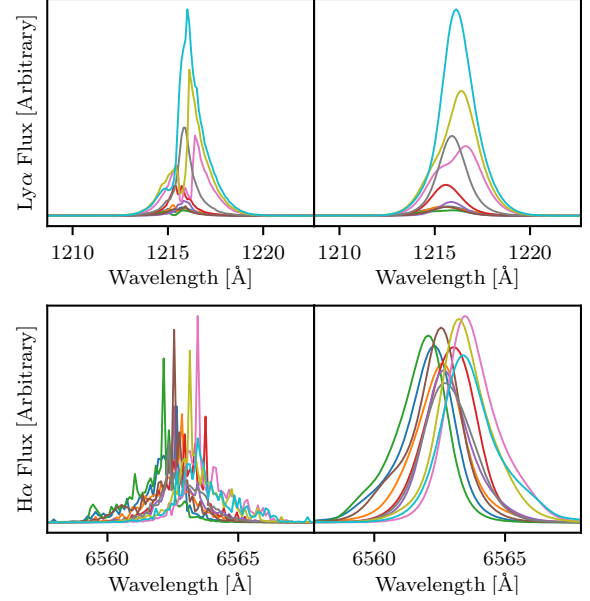 Lyα Flux [Arbitrary]
1210 1215 1220 1210 1215 1220
Wavelength [Å] Wavelength [Å]
Hα Flux [Arbitrary]
6560 6565 6560 6565
Wavelength [Å] Wavelength [Å]